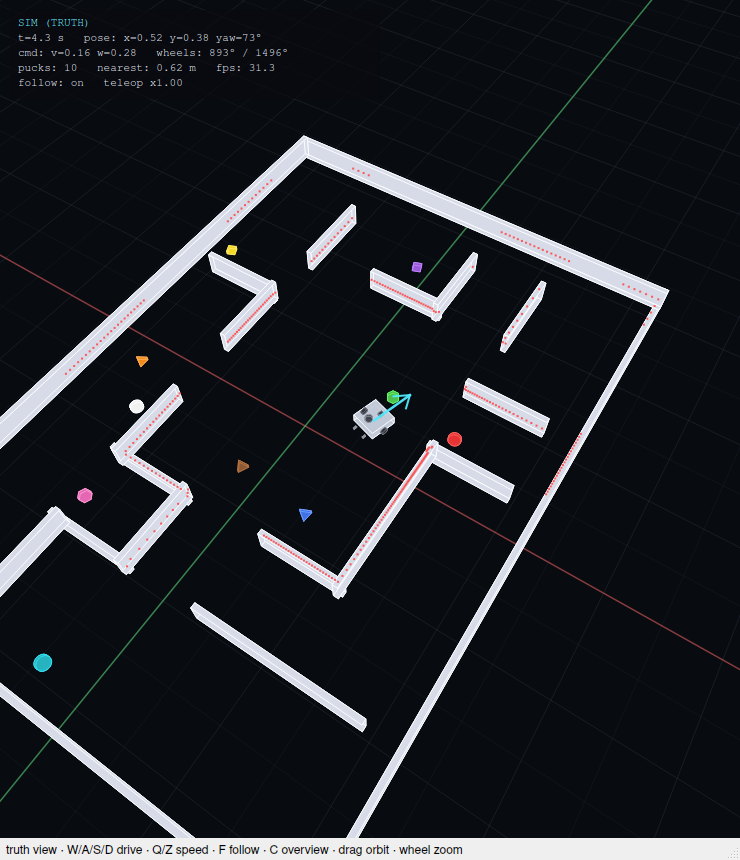 SIM (TRUTH)
t=4.3 s   pose: x=0.52 y=0.38 yaw=73°
cmd: v=0.16 w=0.28   wheels: 893° / 1496°
pucks: 10   nearest: 0.62 m   fps: 31.3
follow: on   teleop x1.00
truth view · W/A/S/D drive · Q/Z speed · F follow · C overview · drag orbit · wheel zoom